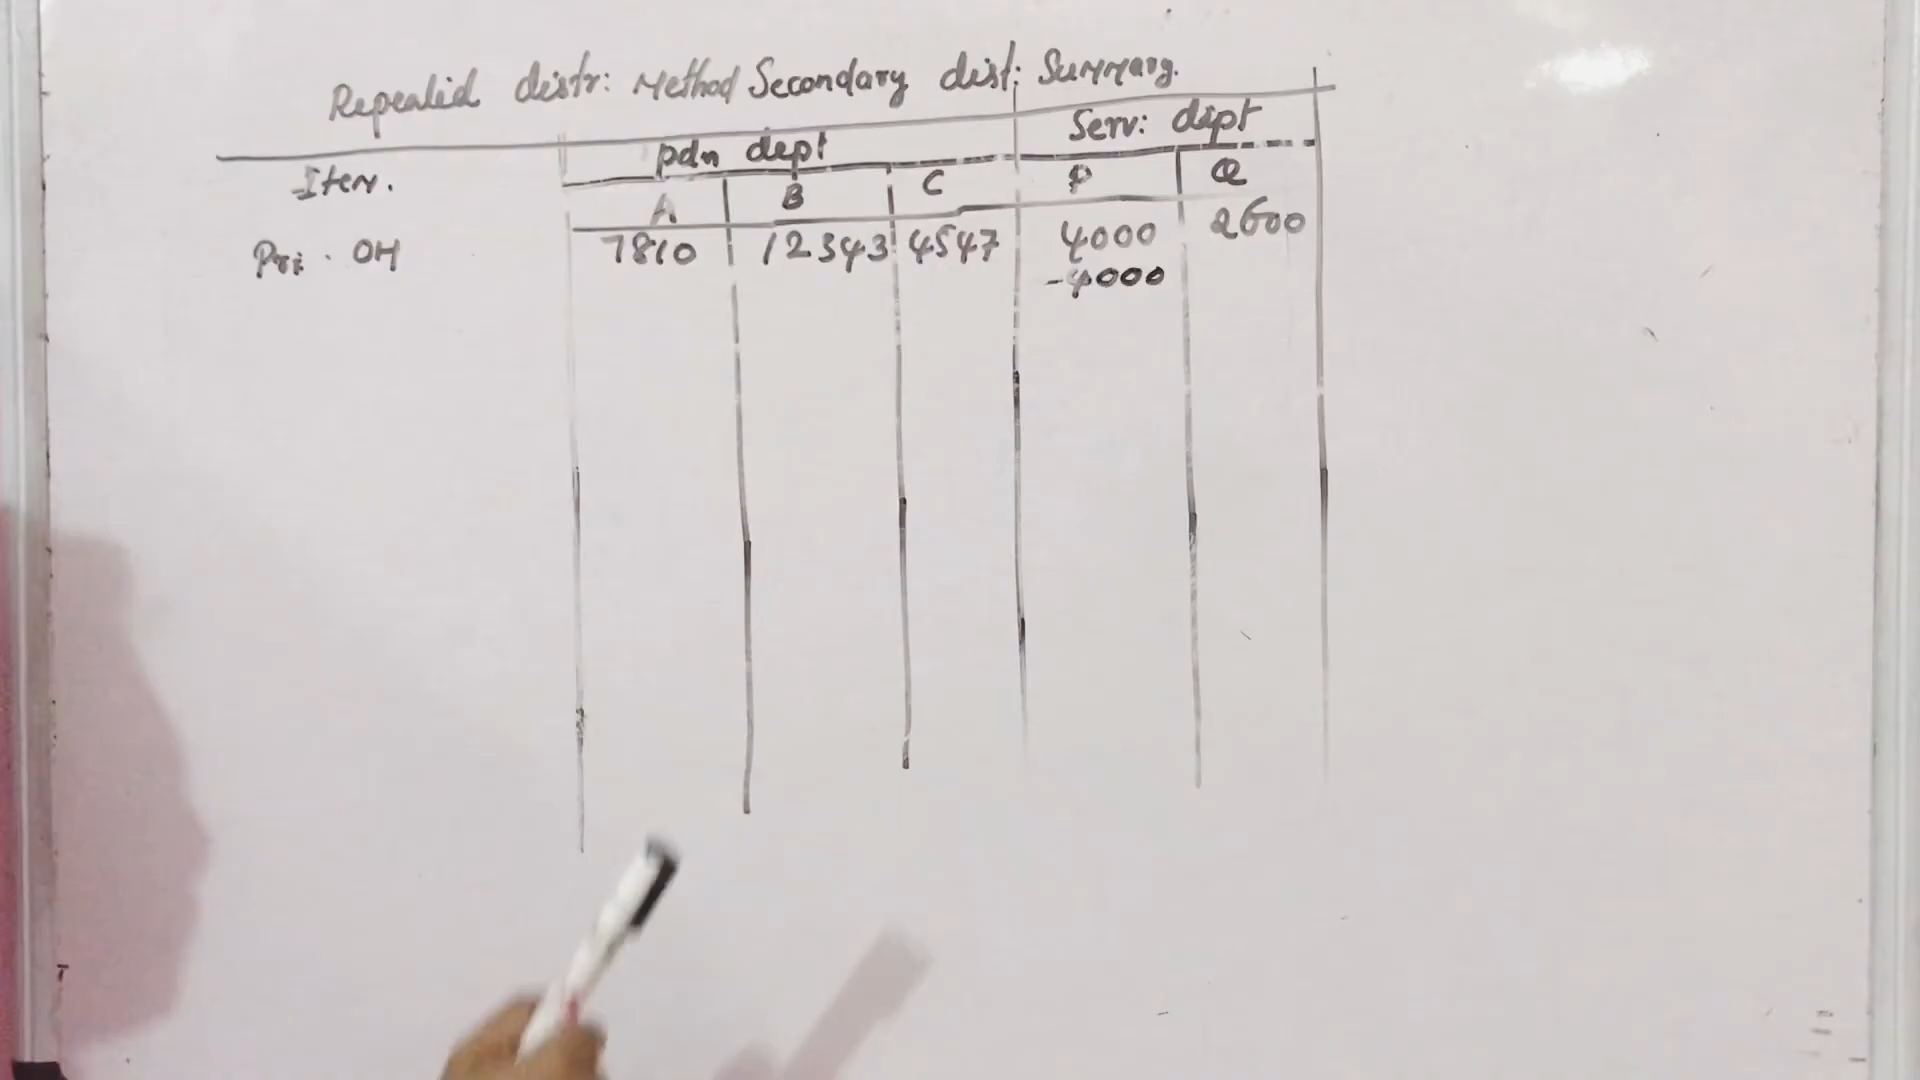 Repeated distr: Method Secondary dist: Summary.
Item. pdn dept Serv: dept
A B C P Q
Pri. OH 7810 12343 4547 4000 2600
-4000